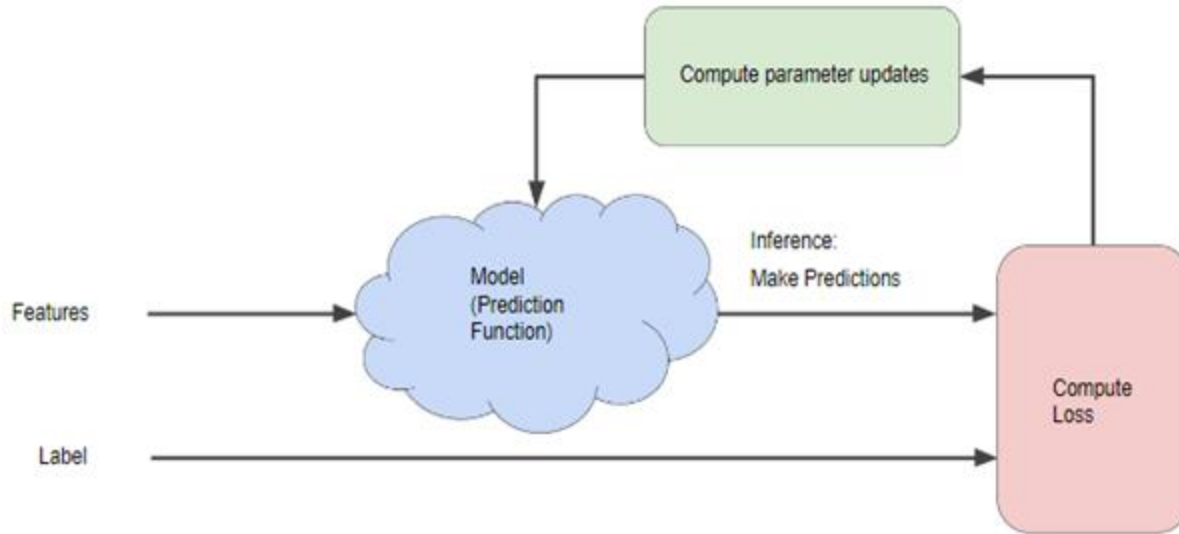 Compute parameter updates
Inference:
Make Predictions
Model
(Prediction
Function)
Features
Compute
Loss
Label